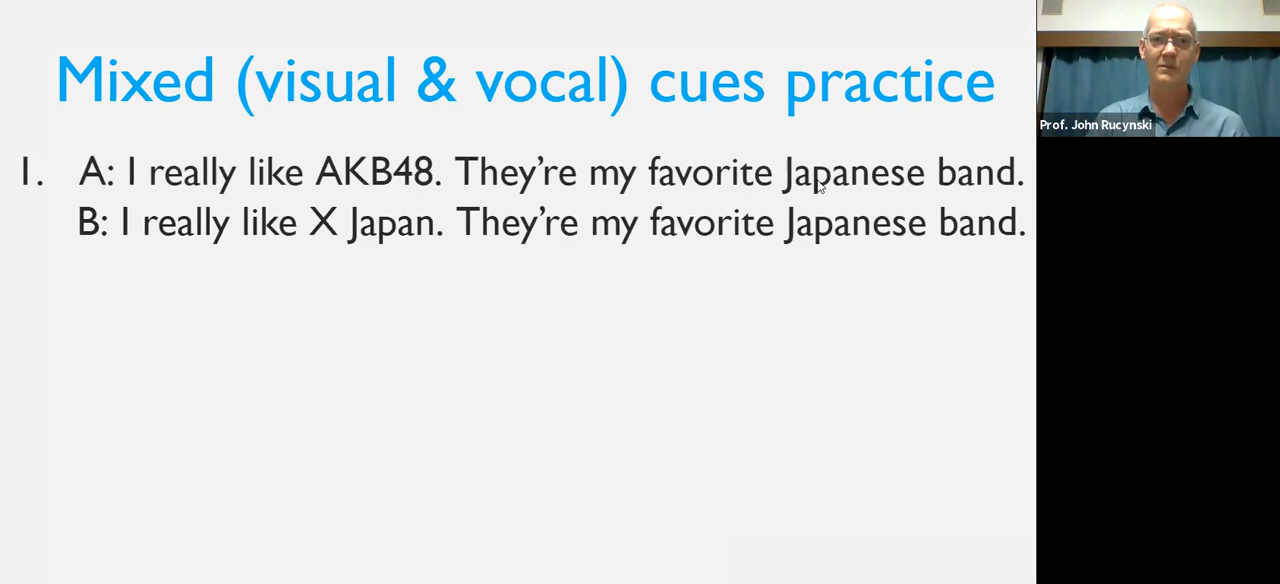 Mixed (visual & vocal) cues practice
1. A: I really like AKB48. They’re my favorite Japanese band.
B: I really like X Japan. They’re my favorite Japanese band.
Prof. John Rucynski